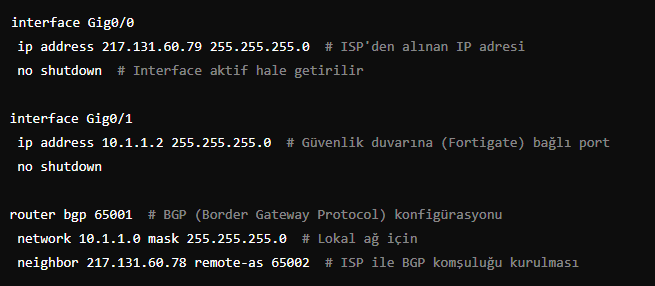 interface Gig0/0
ip address 217.131.60.79 255.255.255.0 # ISP'den alınan IP adresi
no shutdown # Interface aktif hale getirilir
interface Gig0/1
ip address 10.1.1.2 255.255.255.0 # Güvenlik duvarına (Fortigate) bağlı port
no shutdown
router bgp 65001 # BGP (Border Gateway Protocol) konfigürasyonu
network 10.1.1.0 mask 255.255.255.0 # Lokal ağ için
neighbor 217.131.60.78 remote-as 65002 # ISP ile BGP komşuluğu kurulması